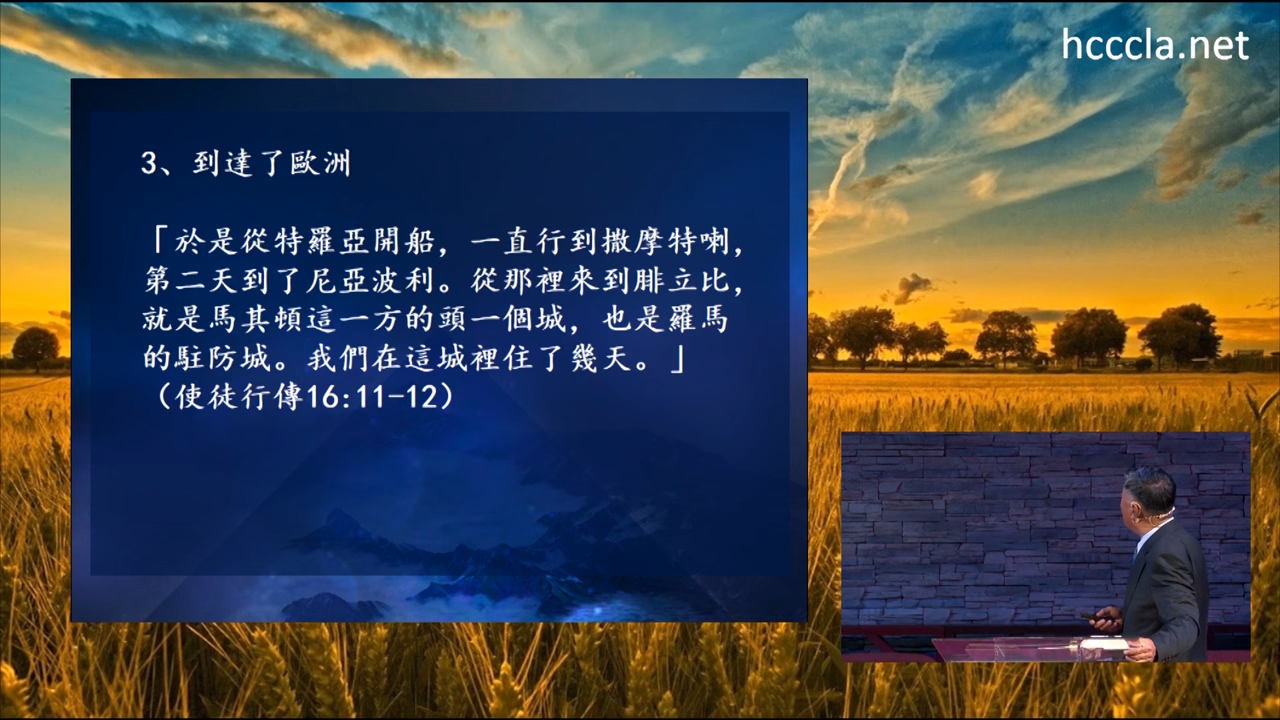 hcccla.net
3、到達了歐洲
「於是從特羅亞開船，一直行到撒摩特喇，
第二天到了尼亞波利。從那裡來到腓立比，
就是馬其頓這一方的頭一個城，也是羅馬
的駐防城。我們在這城裡住了幾天。」
（使徒行傳16:11-12）